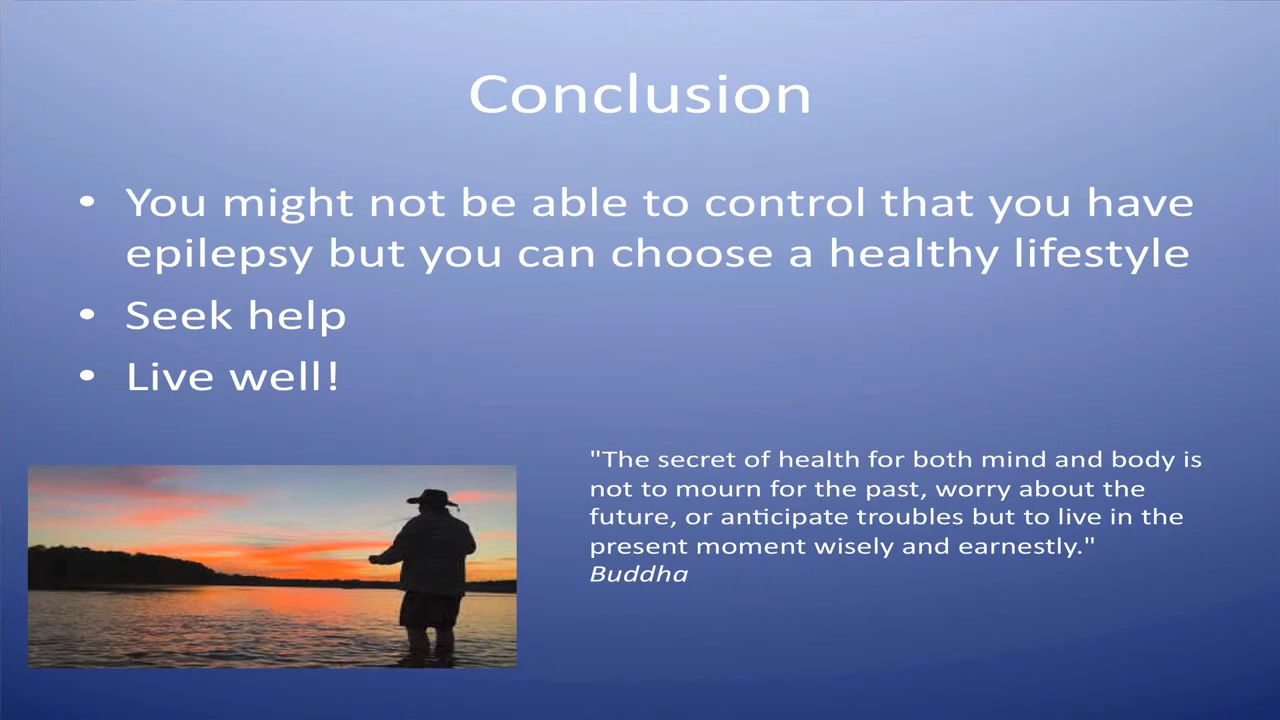 Conclusion
• You might not be able to control that you have
epilepsy but you can choose a healthy lifestyle
• Seek help
• Live well!
"The secret of health for both mind and body is
not to mourn for the past, worry about the
future, or anticipate troubles but to live in the
present moment wisely and earnestly."
Buddha